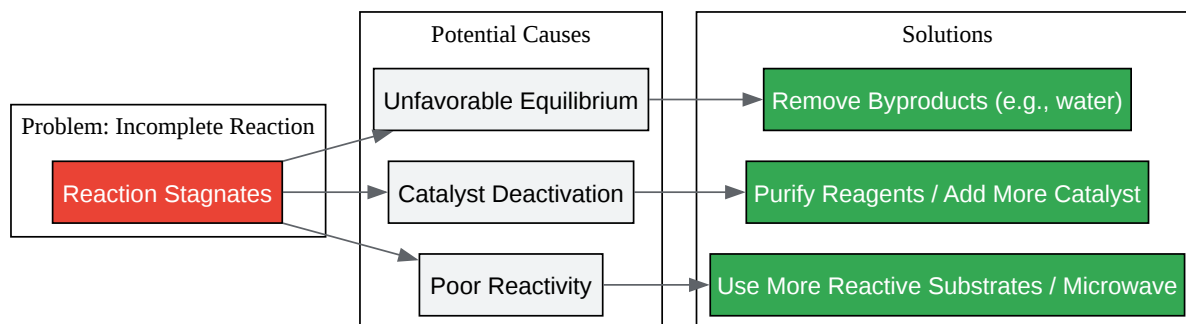 Problem: Incomplete Reaction
Reaction Stagnates
Potential Causes
Unfavorable Equilibrium
Catalyst Deactivation
Poor Reactivity
Solutions
Remove Byproducts (e.g., water)
Purify Reagents / Add More Catalyst
Use More Reactive Substrates / Microwave